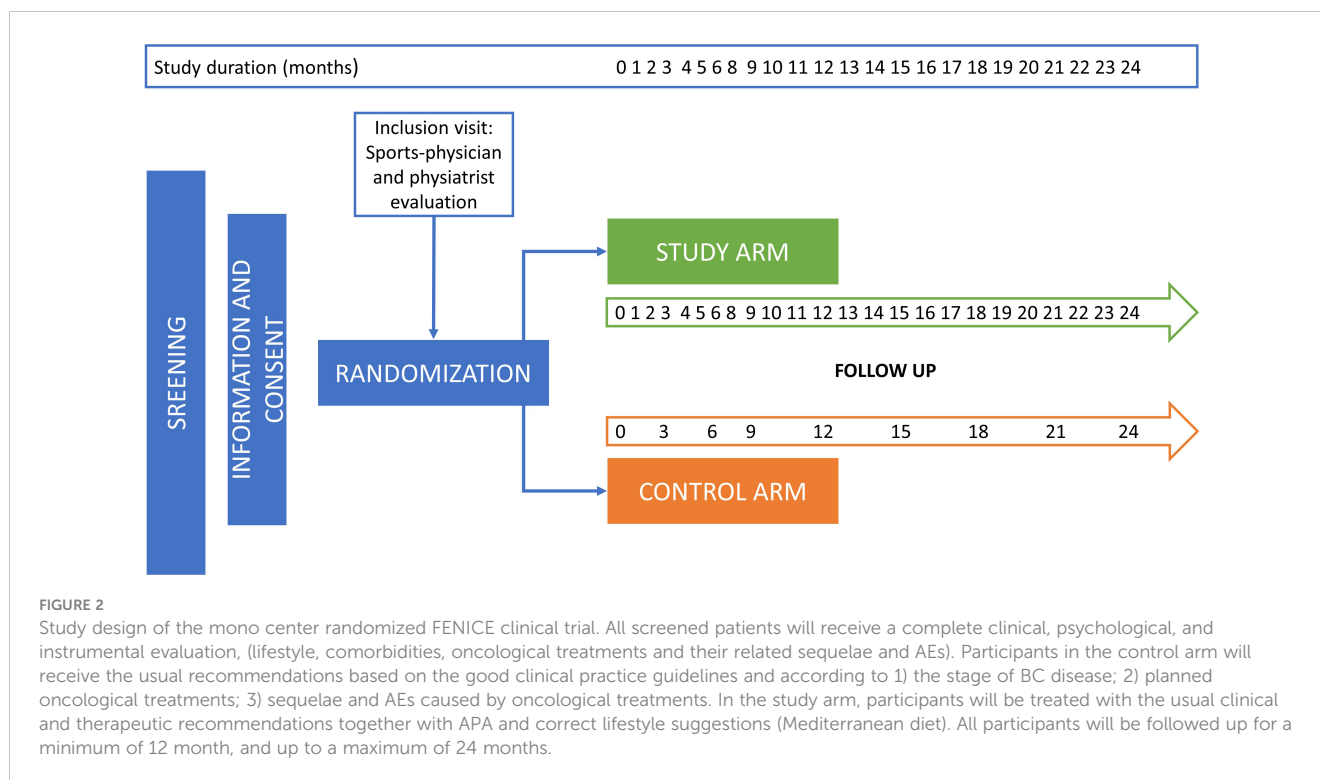 Study duration (months) 0 1 2 3 4 5 6 8 9 10 11 12 13 14 15 16 17 18 19 20 21 22 23 24
Inclusion visit:
Sports-physician
and physiatrist
evaluation
SREENING
INFORMATION AND
CONSENT
RANDOMIZATION
STUDY ARM
0 1 2 3 4 5 6 8 9 10 11 12 13 14 15 16 17 18 19 20 21 22 23 24
FOLLOW UP
0 3 6 9 12 15 18 21 24
CONTROL ARM
FIGURE 2
Study design of the mono center randomized FENICE clinical trial. All screened patients will receive a complete clinical, psychological, and
instrumental evaluation, (lifestyle, comorbidities, oncological treatments and their related sequelae and AEs). Participants in the control arm will
receive the usual recommendations based on the good clinical practice guidelines and according to 1) the stage of BC disease; 2) planned
oncological treatments; 3) sequelae and AEs caused by oncological treatments. In the study arm, participants will be treated with the usual clinical
and therapeutic recommendations together with APA and correct lifestyle suggestions (Mediterranean diet). All participants will be followed up for a
minimum of 12 month, and up to a maximum of 24 months.